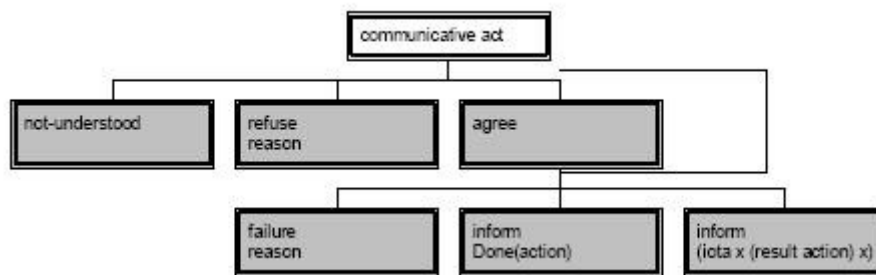 communicative act
not-understood
refuse
reason
agree
failure
reason
inform
Done(action)
inform
(iota x (result action) x)